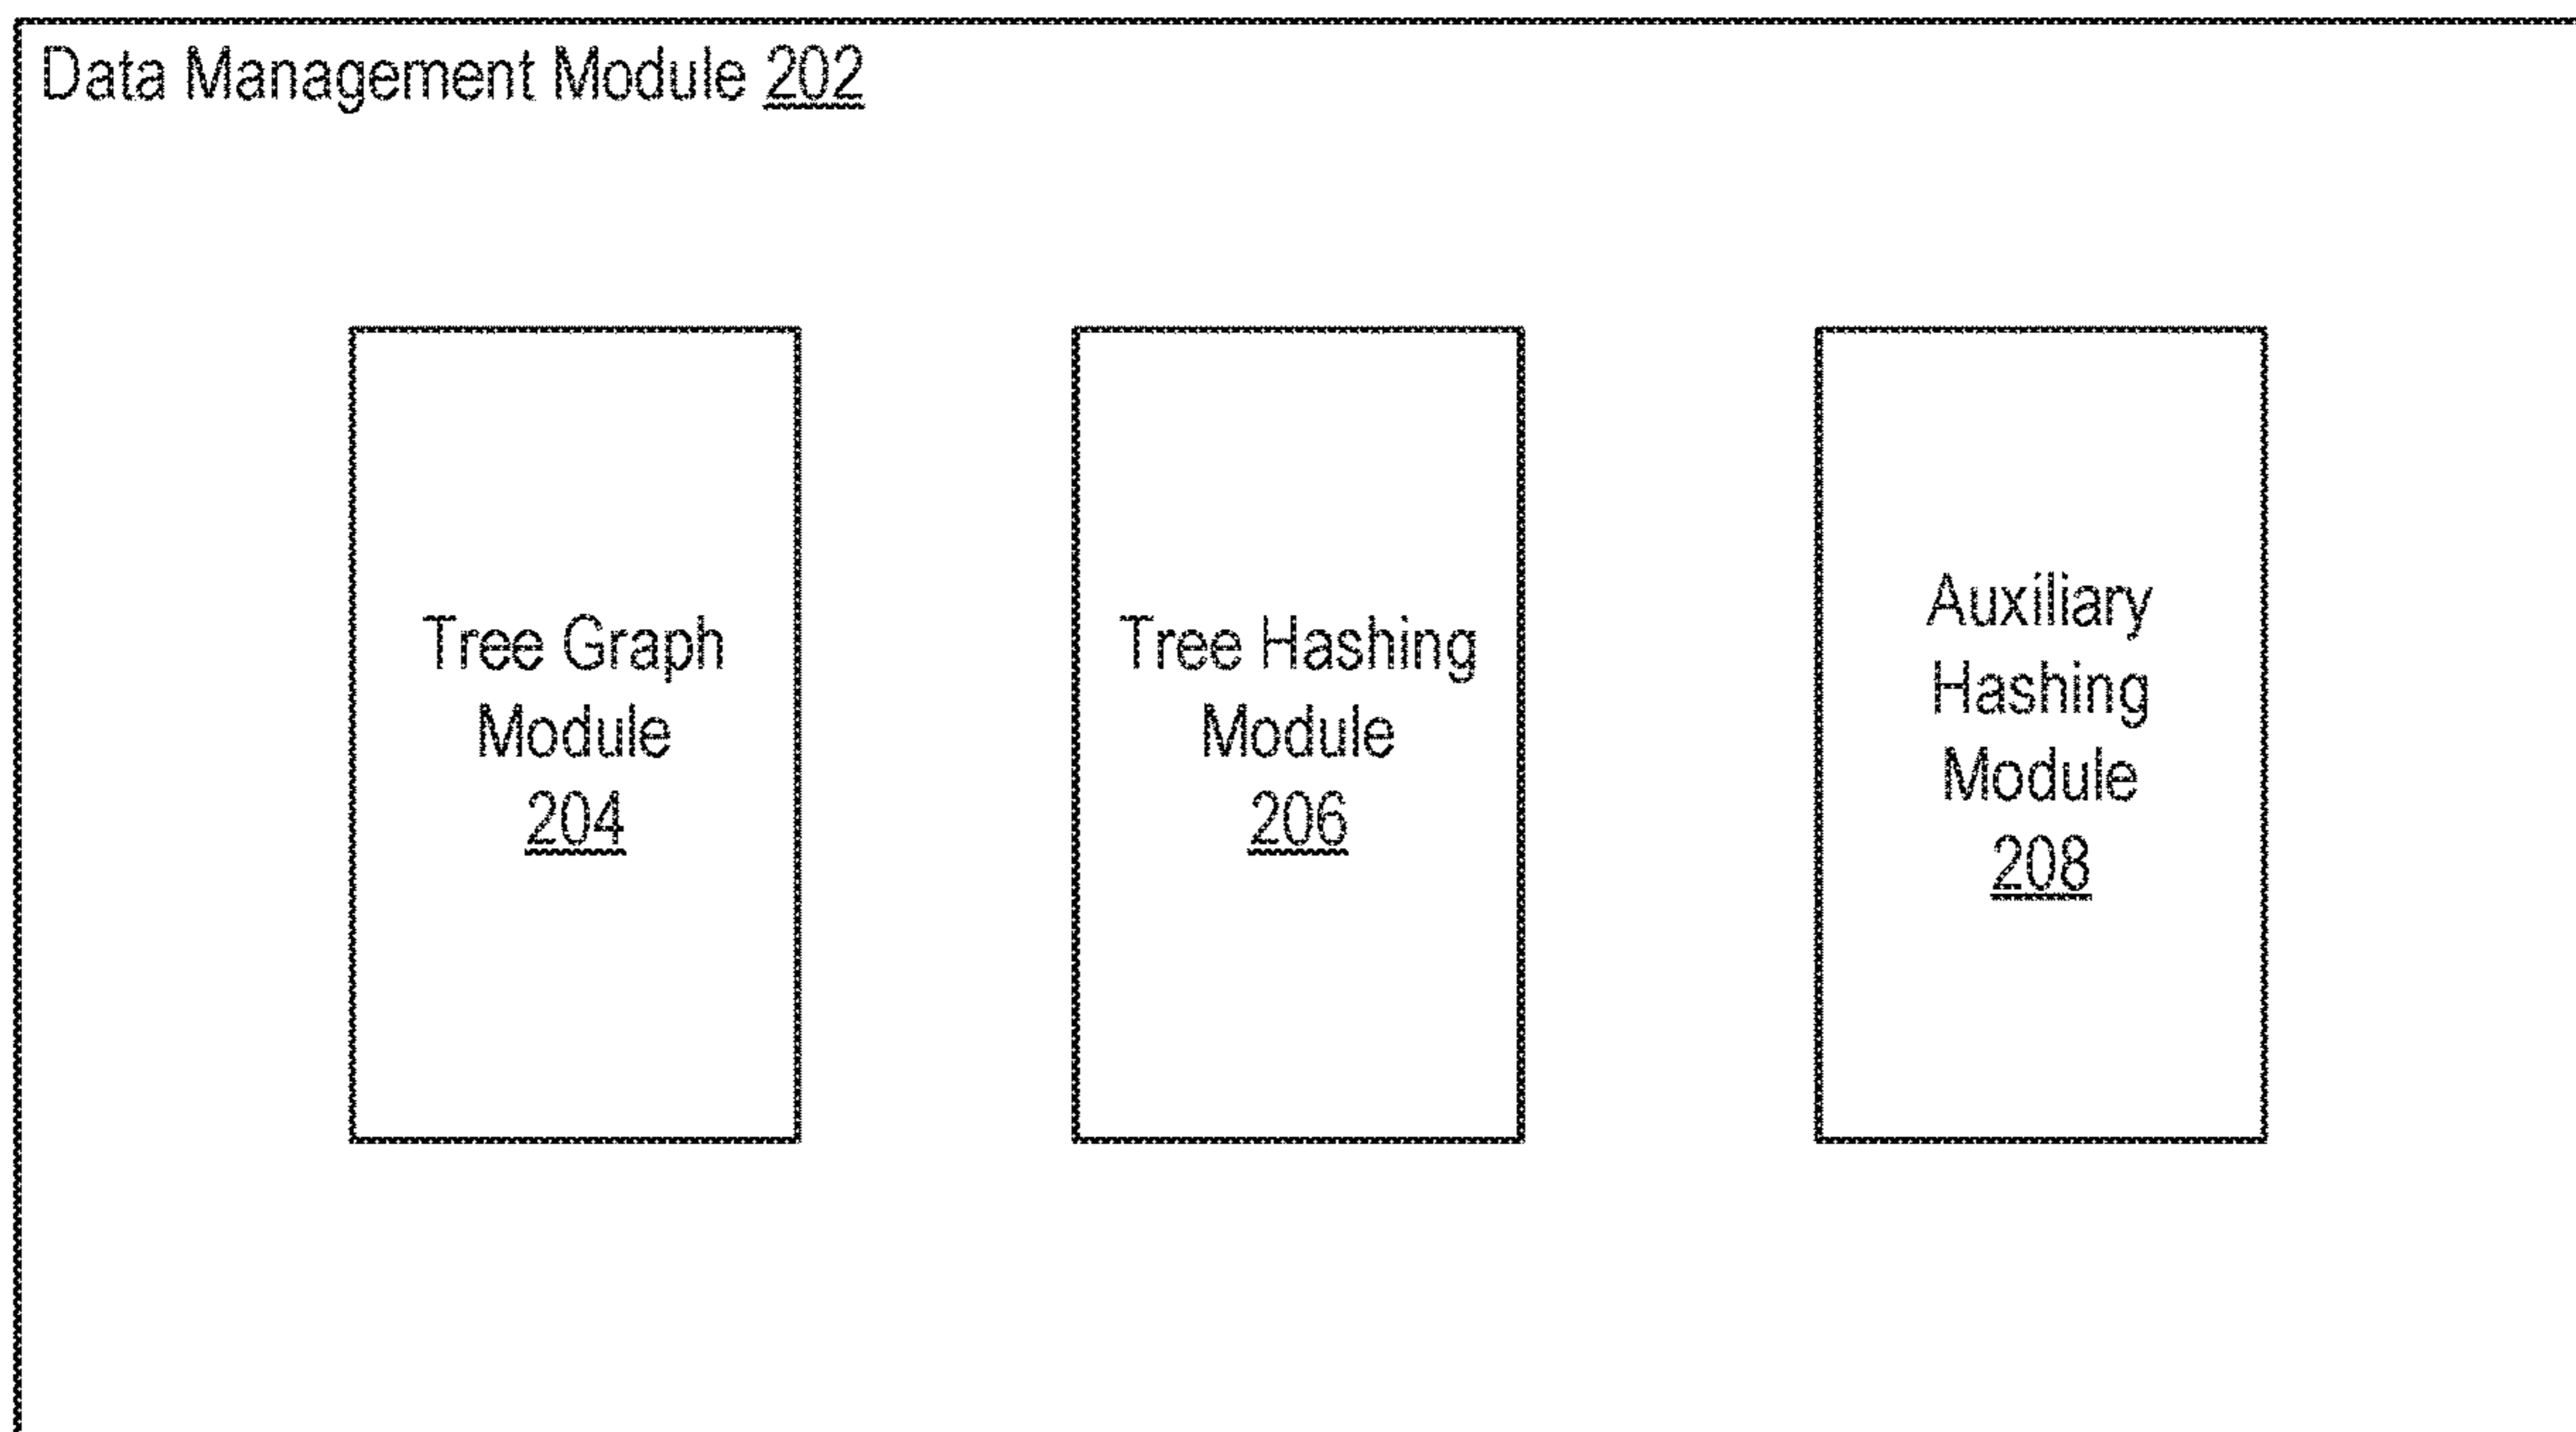 Data Management Module 202
Tree Graph
Module
204
Tree Hashing
Module
206
Auxiliary
Hashing
Module
208